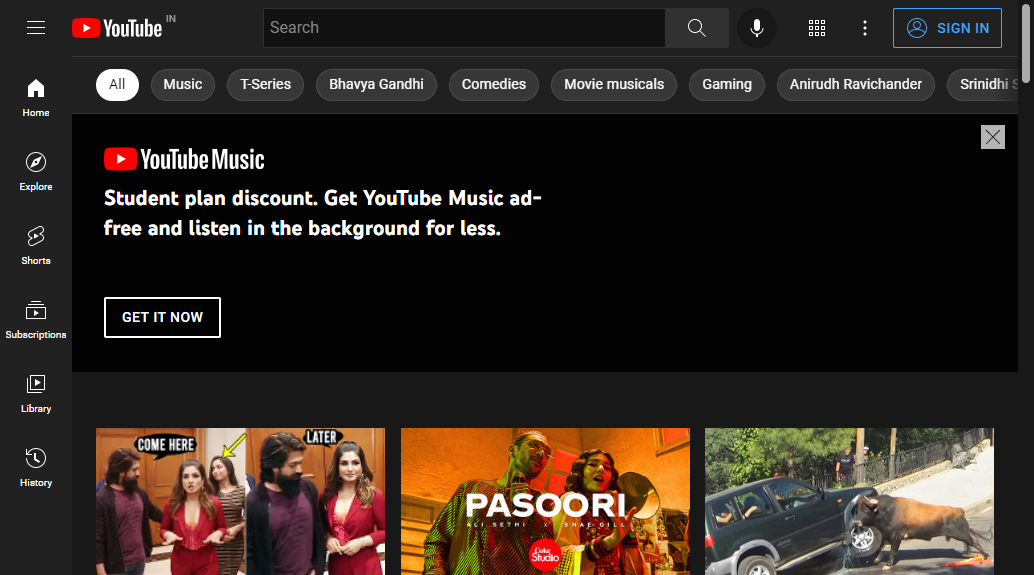 YouTube IN
Search
SIGN IN
All
Music
T-Series
Bhavya Gandhi
Comedies
Movie musicals
Gaming
Anirudh Ravichander
Srinidhi S
Home
Explore
Shorts
Subscriptions
Library
History
YouTube Music
Student plan discount. Get YouTube Music ad-
free and listen in the background for less.
GET IT NOW
COME HERE
LATER
PASOORI
ALI SETHI X SHAE GILL
Coke
Studio